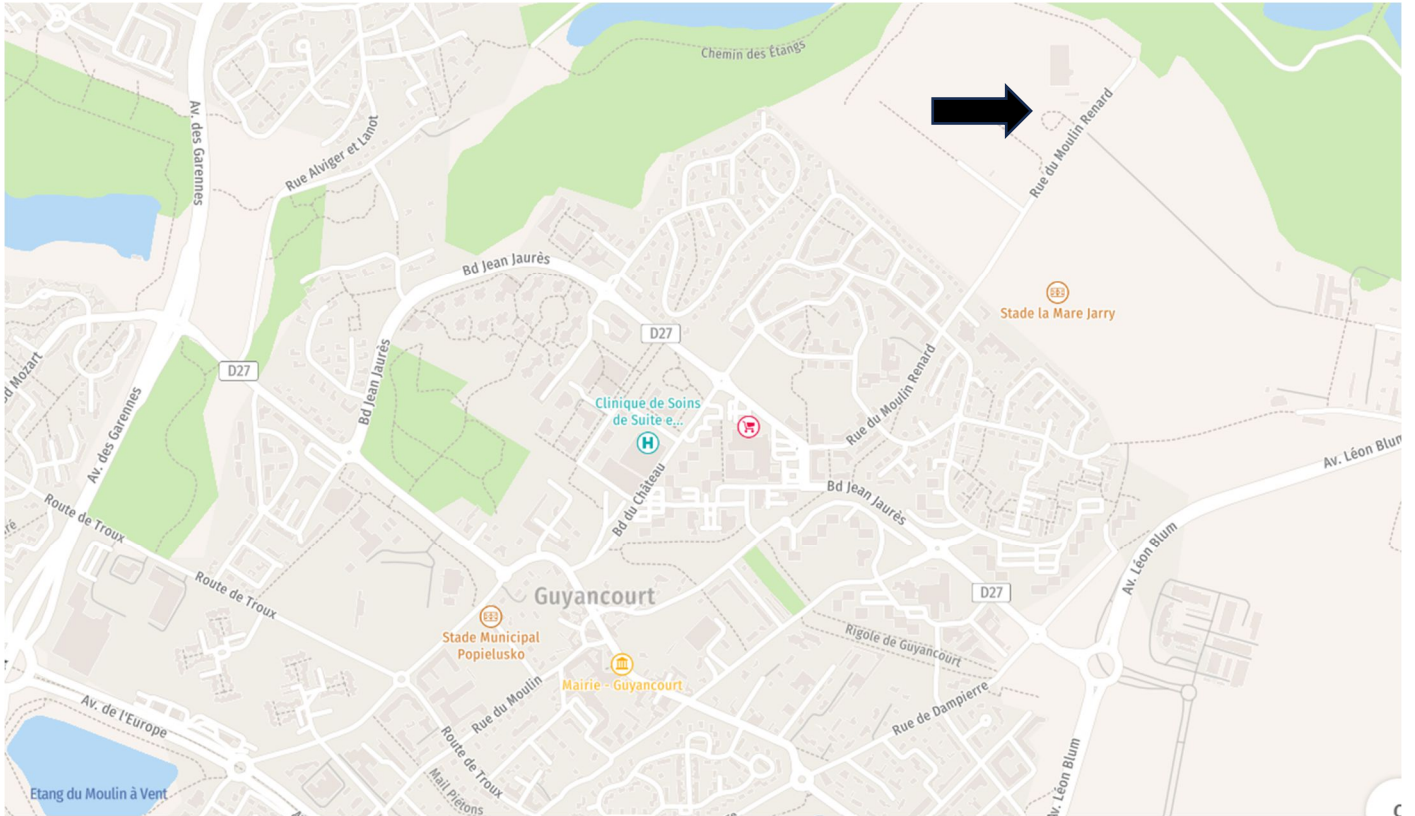 Chemin des Étangs
Av. des Garennes
Rue Alviger et Lanot
Rue du Moulin Renard
Bd Jean Jaurès
Stade la Mare Jarry
D27
D27
Bd Jean Jaurès
Rue du Moulin Renard
d Mozart
Av. des Garennes
Clinique de Soins
de Suite e...
H
Av. Léon Blum
Bd du Château
Bd Jean Jaurès
Route de Troux
Av. Léon Blum
Route de Troux
Guyancourt
D27
Stade Municipal
Popielusko
Rigole de Guyancourt
Mairie - Guyancourt
Rue du Moulin
Rue de Dampierre
Av. de l'Europe
Route de Troux
Mail Piétons
Av. Léon Blum
Etang du Moulin à Vent